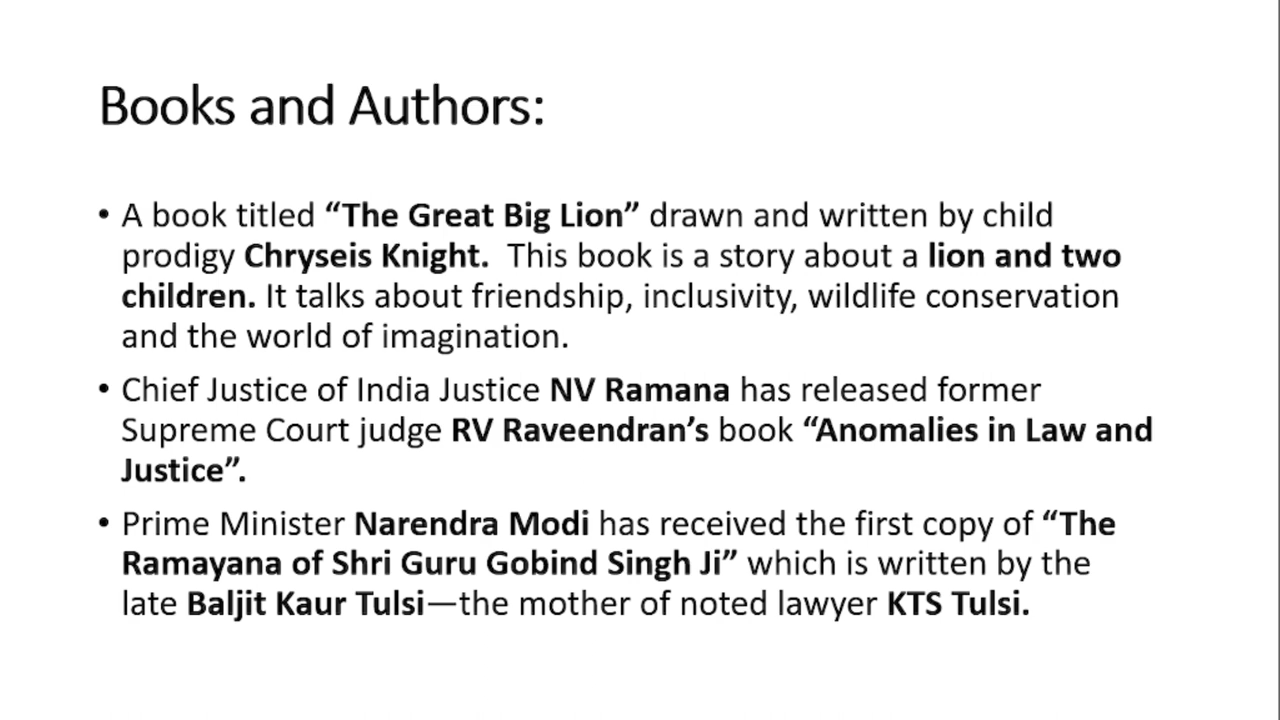 Books and Authors:
• A book titled “The Great Big Lion” drawn and written by child
prodigy Chryseis Knight.  This book is a story about a lion and two
children. It talks about friendship, inclusivity, wildlife conservation
and the world of imagination.
• Chief Justice of India Justice NV Ramana has released former
Supreme Court judge RV Raveendran’s book “Anomalies in Law and
Justice”.
• Prime Minister Narendra Modi has received the first copy of “The
Ramayana of Shri Guru Gobind Singh Ji” which is written by the
late Baljit Kaur Tulsi—the mother of noted lawyer KTS Tulsi.